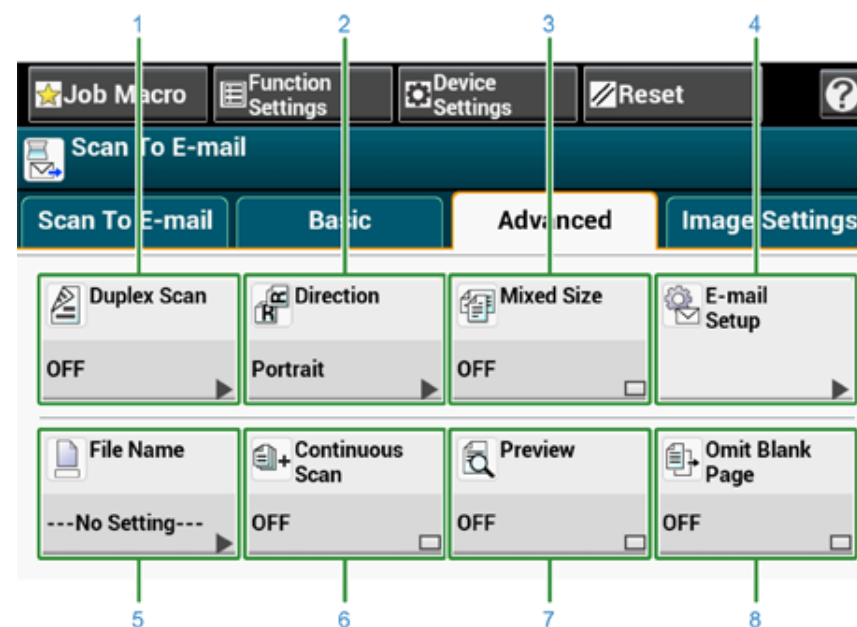 1 2 3 4
Job Macro Function Settings Device Settings Reset ?
Scan To E-mail
Scan To E-mail Basic Advanced Image Settings
Duplex Scan Direction Mixed Size E-mail Setup
OFF Portrait OFF
File Name Continuous Scan Preview Omit Blank Page
---No Setting--- OFF OFF OFF
5 6 7 8